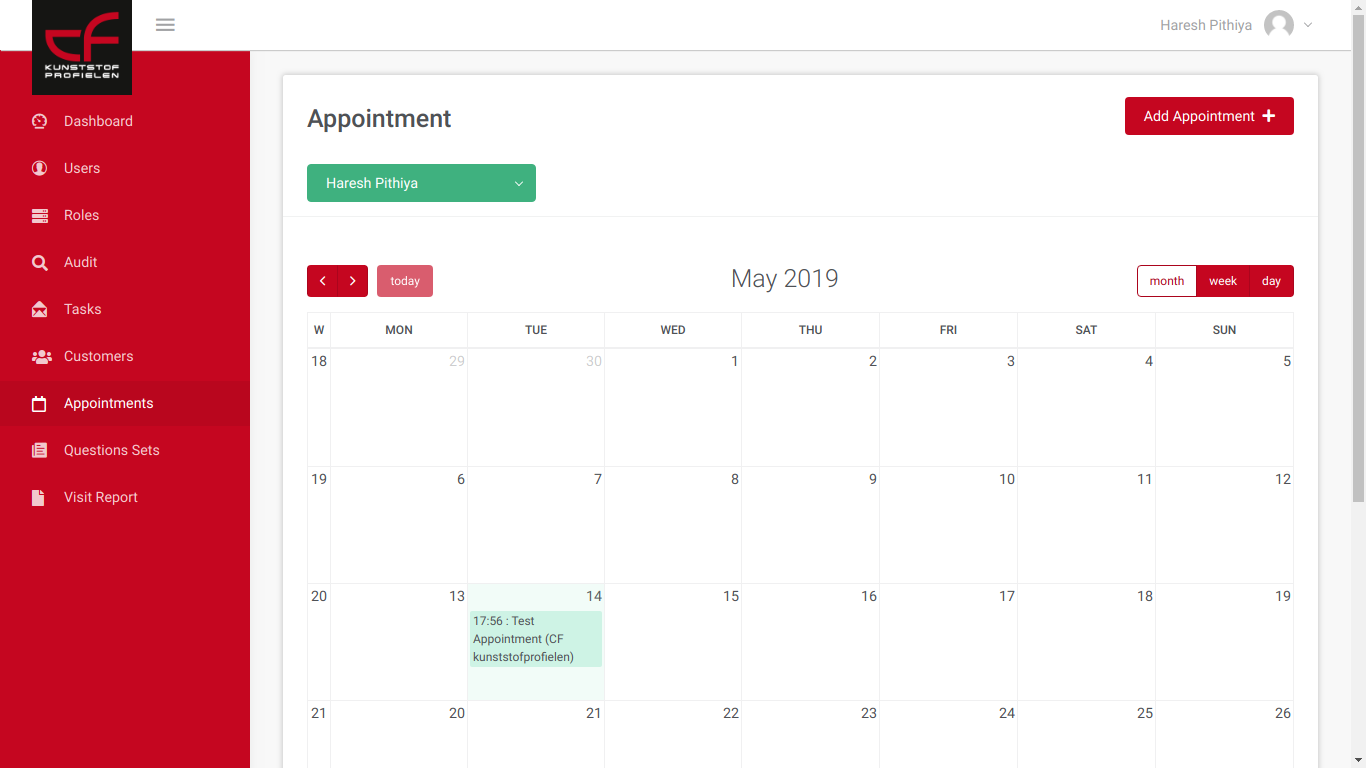 KUNSTSTOF
PROFIELEN
Haresh Pithiya
Dashboard
Users
Roles
Audit
Tasks
Customers
Appointments
Questions Sets
Visit Report
Appointment
Add Appointment
Haresh Pithiya
today
May 2019
month week day
W MON TUE WED THU FRI SAT SUN
18 29 30 1 2 3 4 5
19 6 7 8 9 10 11 12
20 13 14 15 16 17 18 19
17:56 : Test
Appointment (CF
kunststofprofielen)
21 20 21 22 23 24 25 26